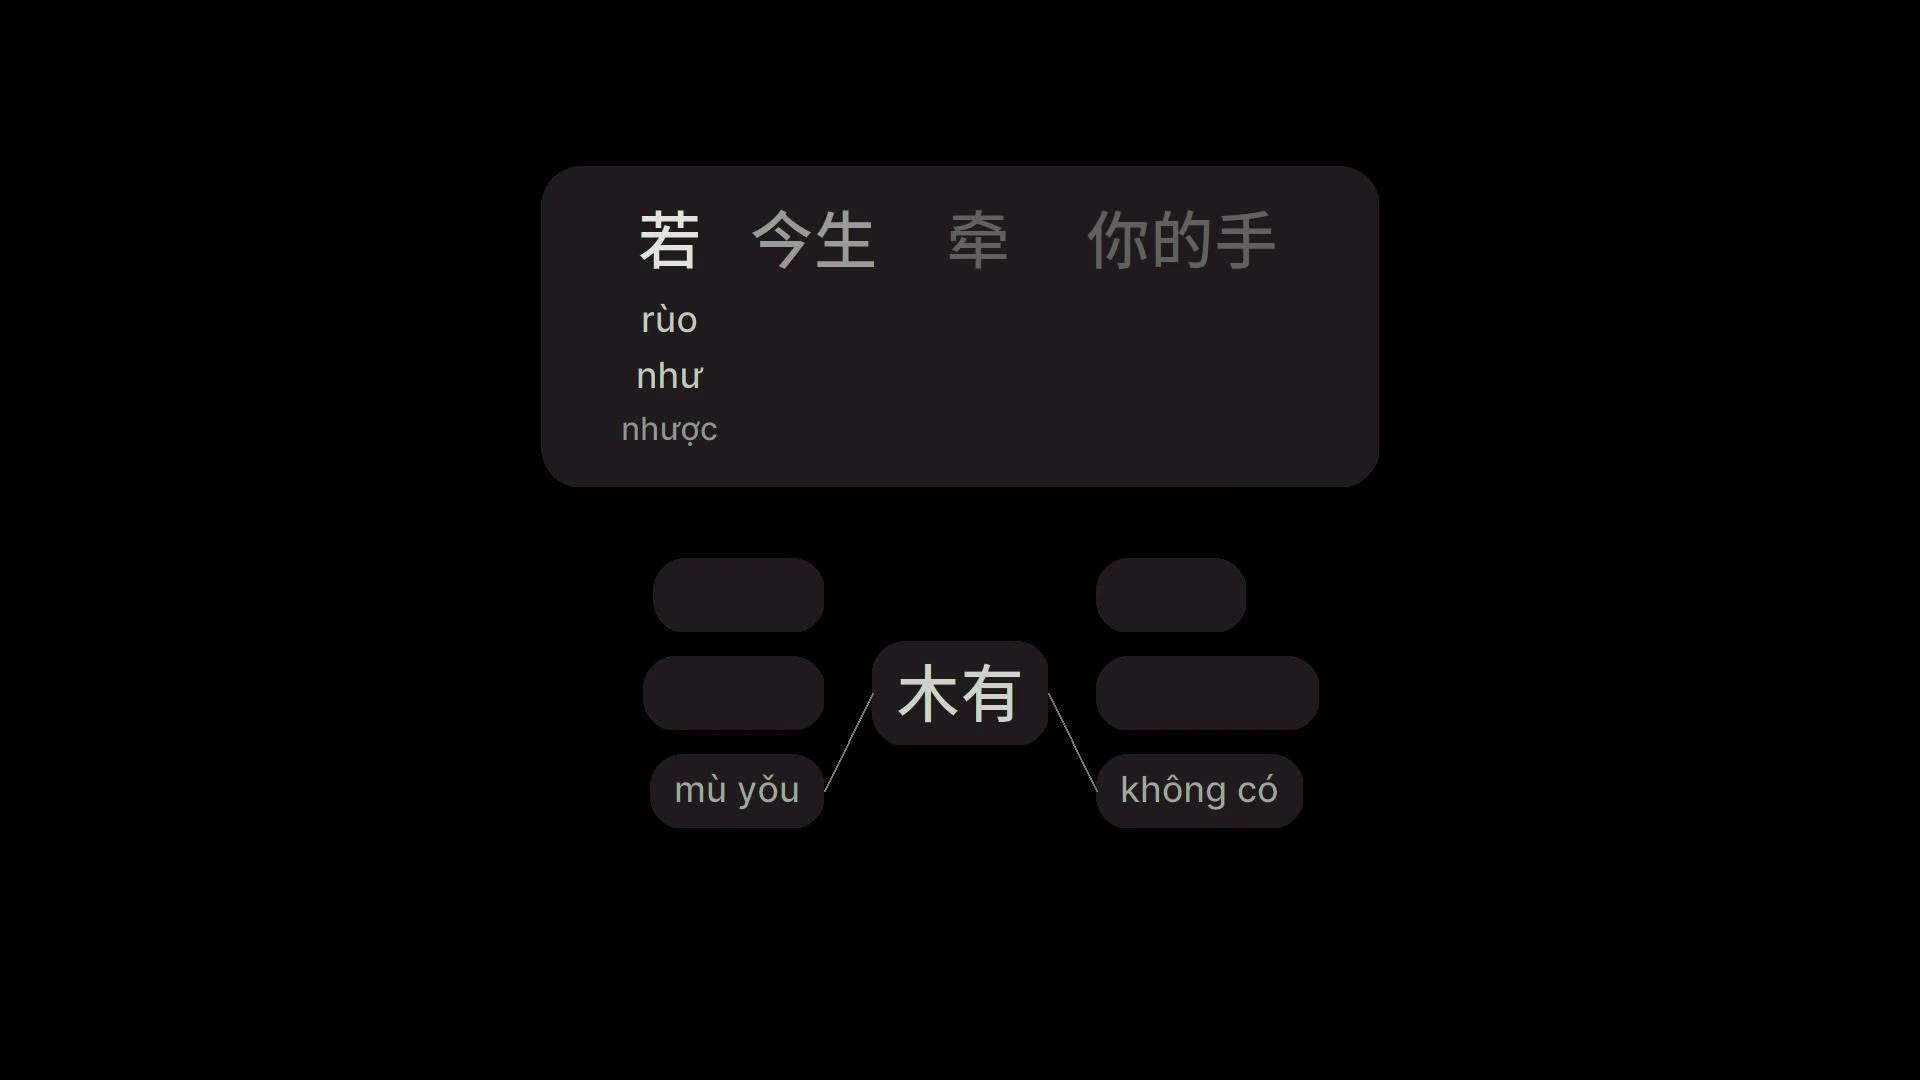 若 今生 牵 你的手
rùo
như
nhược
木有
mù yǒu
không có